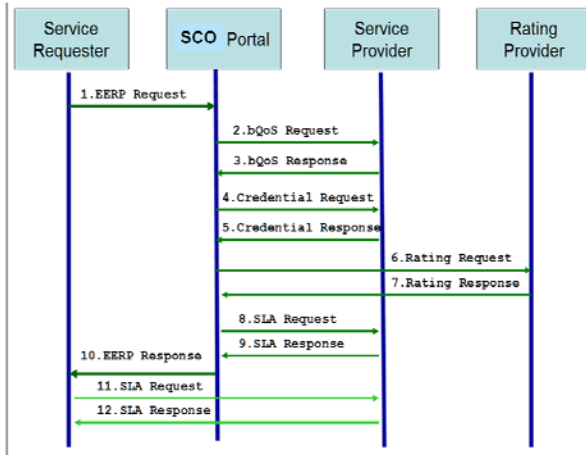 Service
Requester
SCO Portal
Service
Provider
Rating
Provider
1.EERP Request
2.bQoS Request
3.bQoS Response
4.Credential Request
5.Credential Response
6.Rating Request
7.Rating Response
8.SLA Request
9.SLA Response
10.EERP Response
11.SLA Request
12.SLA Response